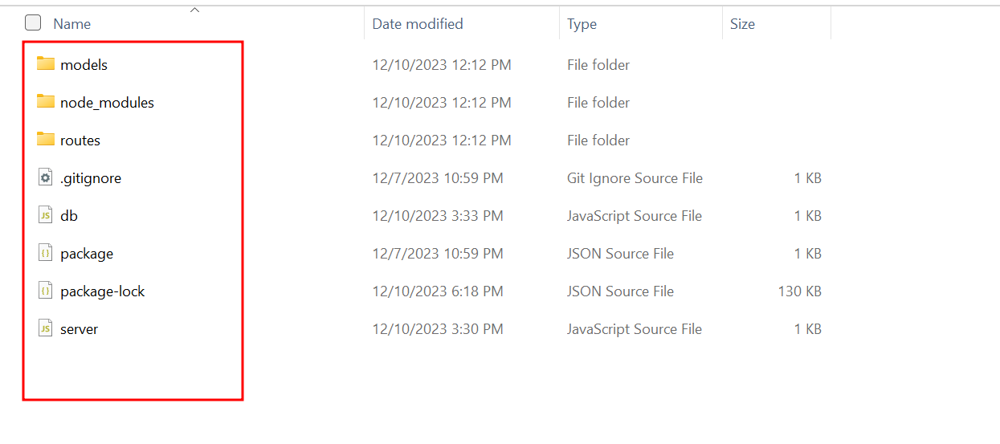 Name Date modified Type Size
models 12/10/2023 12:12 PM File folder
node_modules 12/10/2023 12:12 PM File folder
routes 12/10/2023 12:12 PM File folder
.gitignore 12/7/2023 10:59 PM Git Ignore Source File 1 KB
JS db 12/10/2023 3:33 PM JavaScript Source File 1 KB
{} package 12/7/2023 10:59 PM JSON Source File 1 KB
{} package-lock 12/10/2023 6:18 PM JSON Source File 130 KB
JS server 12/10/2023 3:30 PM JavaScript Source File 1 KB